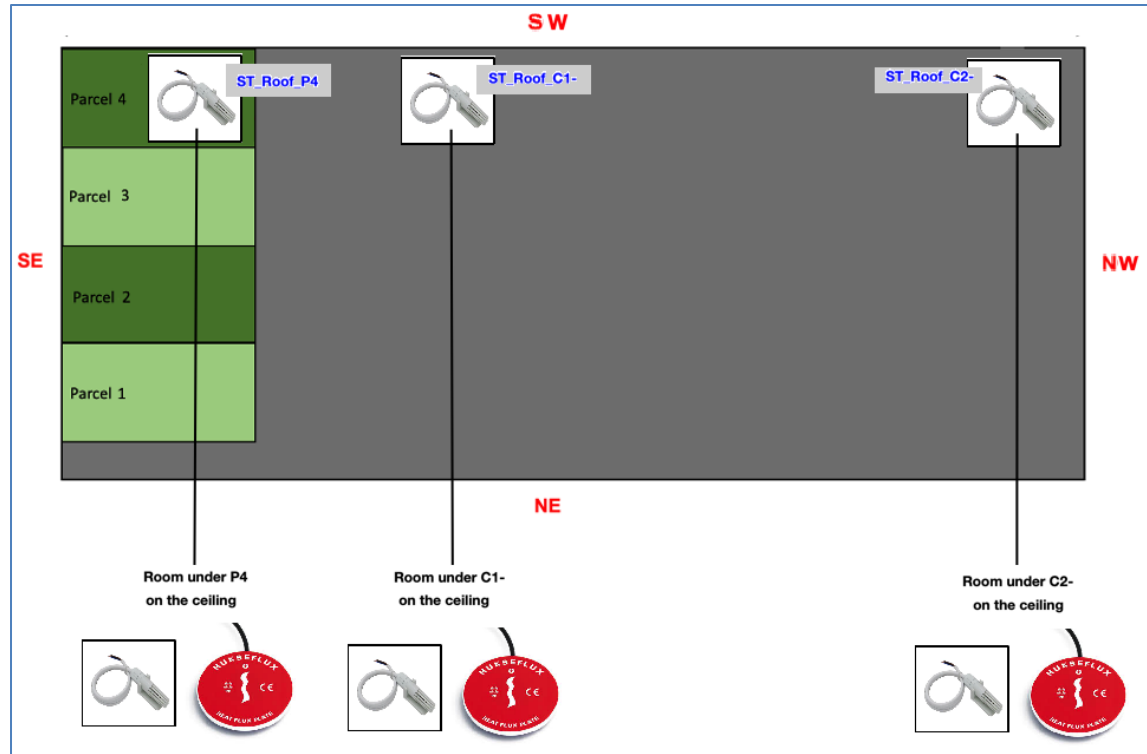 SW
ST_Roof_P4
ST_Roof_C1-
ST_Roof_C2-
Parcel 4
Parcel 3
SE
NW
Parcel 2
Parcel 1
NE
Room under P4
on the ceiling
Room under C1-
on the ceiling
Room under C2-
on the ceiling
HUKSEFLUX
CE
HEAT FLUX PLATE
HUKSEFLUX
CE
HEAT FLUX PLATE
HUKSEFLUX
CE
HEAT FLUX PLATE